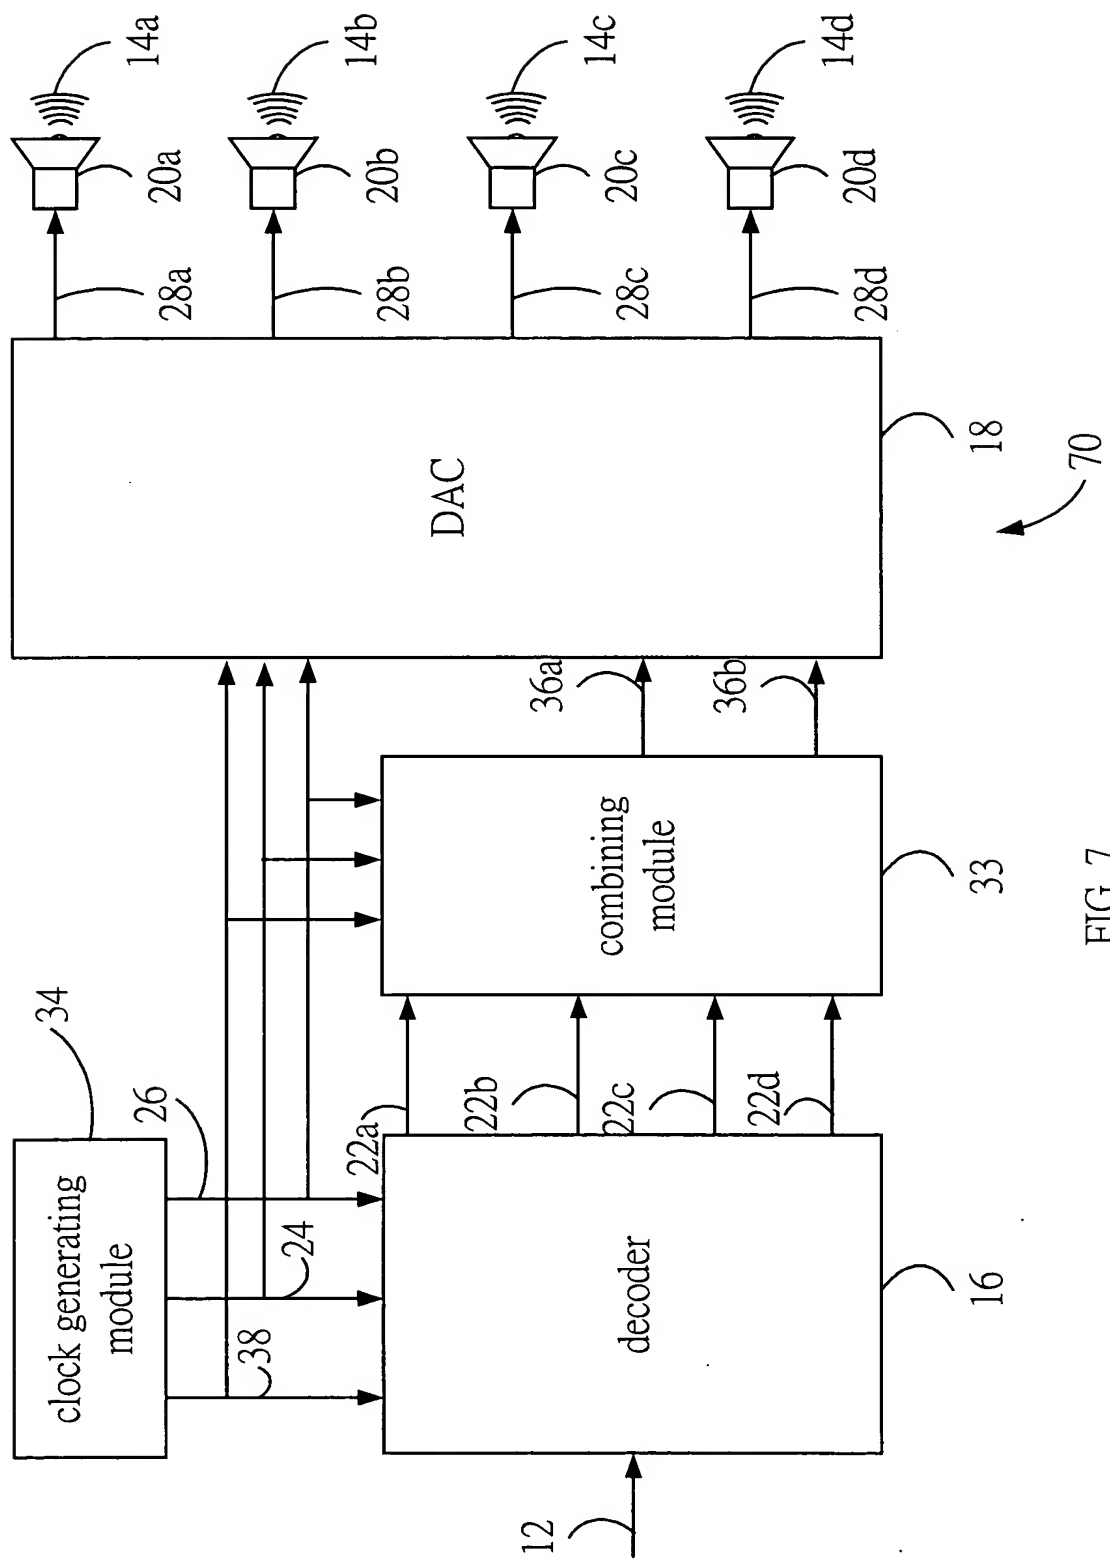 clock generating
module
34
26
24
38
12
decoder
16
22a
22b
22c
22d
combining
module
33
36a
36b
DAC
18
28a
28b
28c
28d
20a
20b
20c
20d
14a
14b
14c
14d
70
FIG. 7